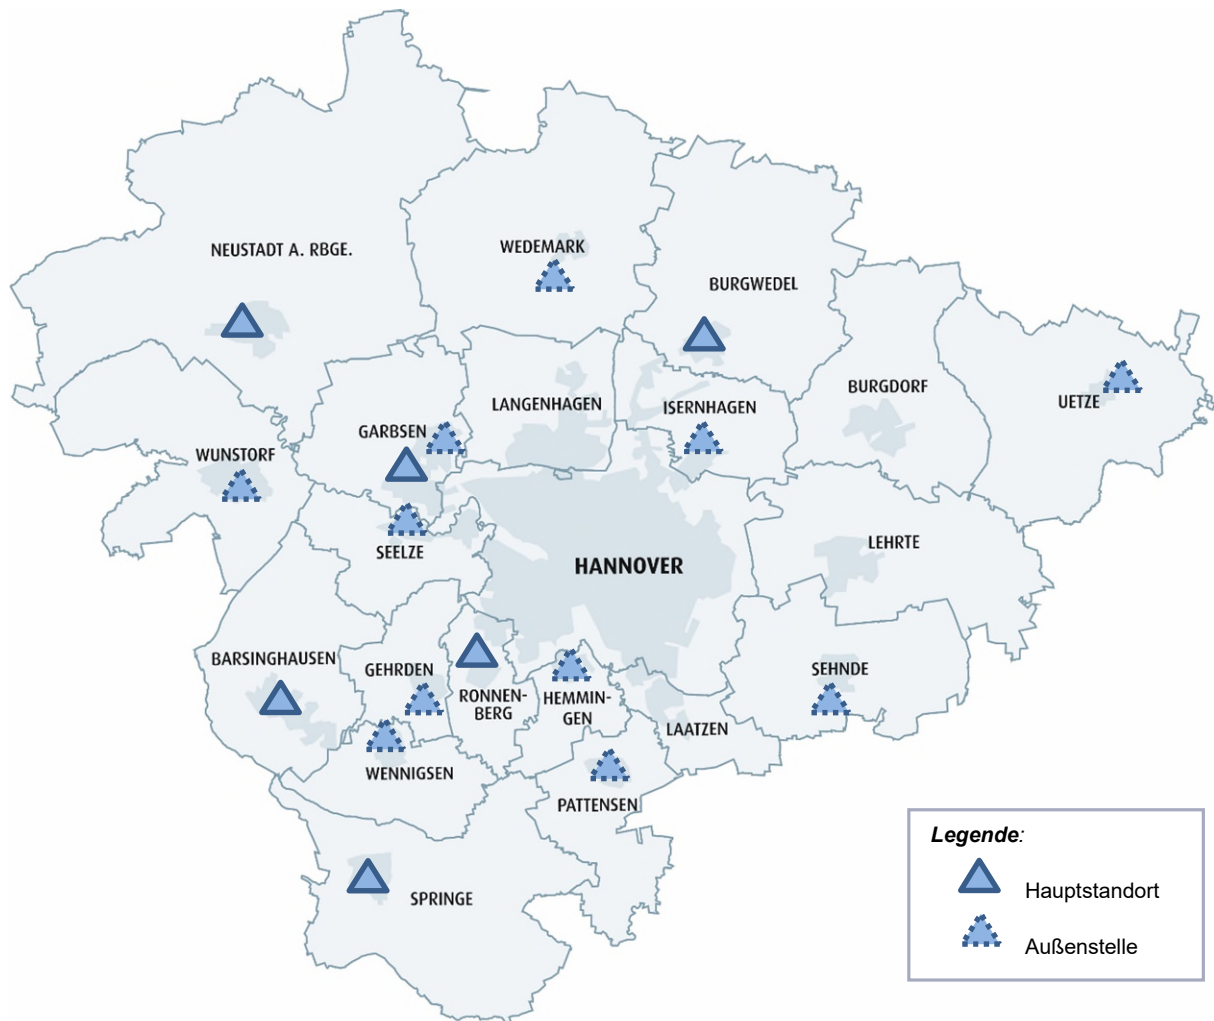 NEUSTADT A. RBGE.
WEDEMARK
BURGWEDEL
BURGDORF
UETZE
LANGENHAGEN
ISERNHAGEN
GARBSEN
WUNSTORF
SEELZE
HANNOVER
LEHRTE
BARSINGHAUSEN
GEHRDEN
RONNEN-
BERG
HEMMIN-
GEN
SEHNDE
LAATZEN
WENNIGSEN
PATTENSEN
SPRINGE
Legende:
Hauptstandort
Außenstelle